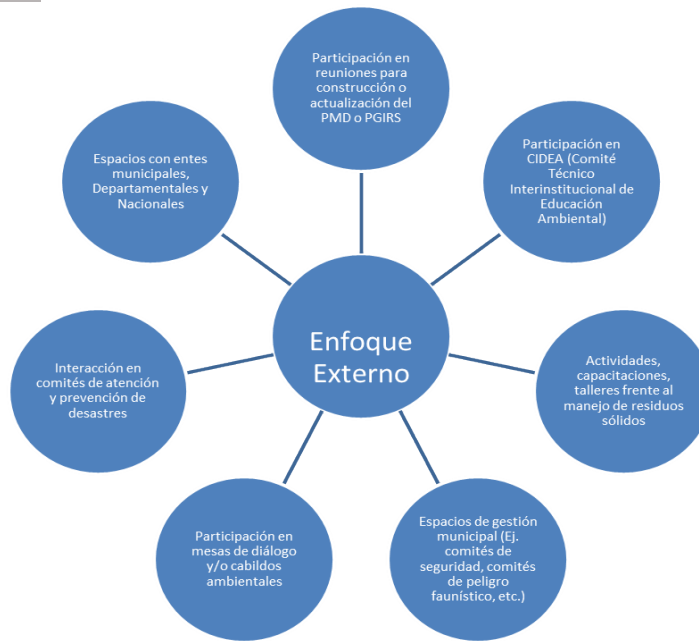 Participación en
reuniones para
construcción o
actualización del
PMD o PGIRS
Participación en
CIDEA (Comité
Técnico
Interinstitucional de
Educación
Ambiental)
Actividades,
capacitaciones,
talleres frente al
manejo de residuos
sólidos
Espacios de gestión
municipal (Ej.
comités de
seguridad, comités
de peligro
faunístico, etc.)
Participación en
mesas de diálogo
y/o cabildos
ambientales
Interacción en
comités de atención
y prevención de
desastres
Espacios con entes
municipales,
Departamentales y
Nacionales
Enfoque
Externo